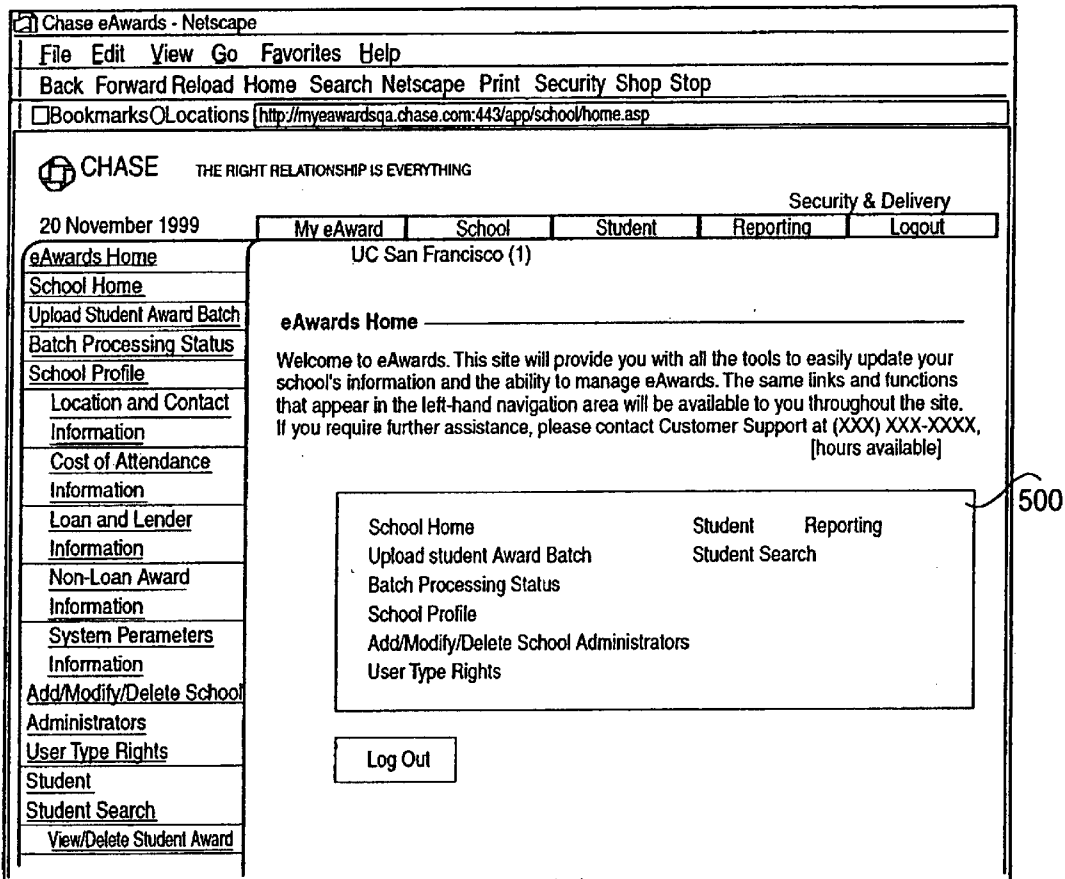 Chase eAwards - Netscape
File Edit View Go Favorites Help
Back Forward Reload Home Search Netscape Print Security Shop Stop
Bookmarks Locations http://myeawardsqa.chase.com:443/app/school/home.asp
CHASE THE RIGHT RELATIONSHIP IS EVERYTHING
Security & Delivery
20 November 1999 My eAward School Student Reporting Logout
eAwards Home
School Home
Upload Student Award Batch
Batch Processing Status
School Profile
Location and Contact
Information
Cost of Attendance
Information
Loan and Lender
Information
Non-Loan Award
Information
System Perameters
Information
Add/Modify/Delete School
Administrators
User Type Rights
Student
Student Search
View/Delete Student Award
UC San Francisco (1)
eAwards Home
Welcome to eAwards. This site will provide you with all the tools to easily update your
school's information and the ability to manage eAwards. The same links and functions
that appear in the left-hand navigation area will be available to you throughout the site.
If you require further assistance, please contact Customer Support at (XXX) XXX-XXXX,
[hours available]
500
School Home Student Reporting
Upload student Award Batch Student Search
Batch Processing Status
School Profile
Add/Modify/Delete School Administrators
User Type Rights
Log Out